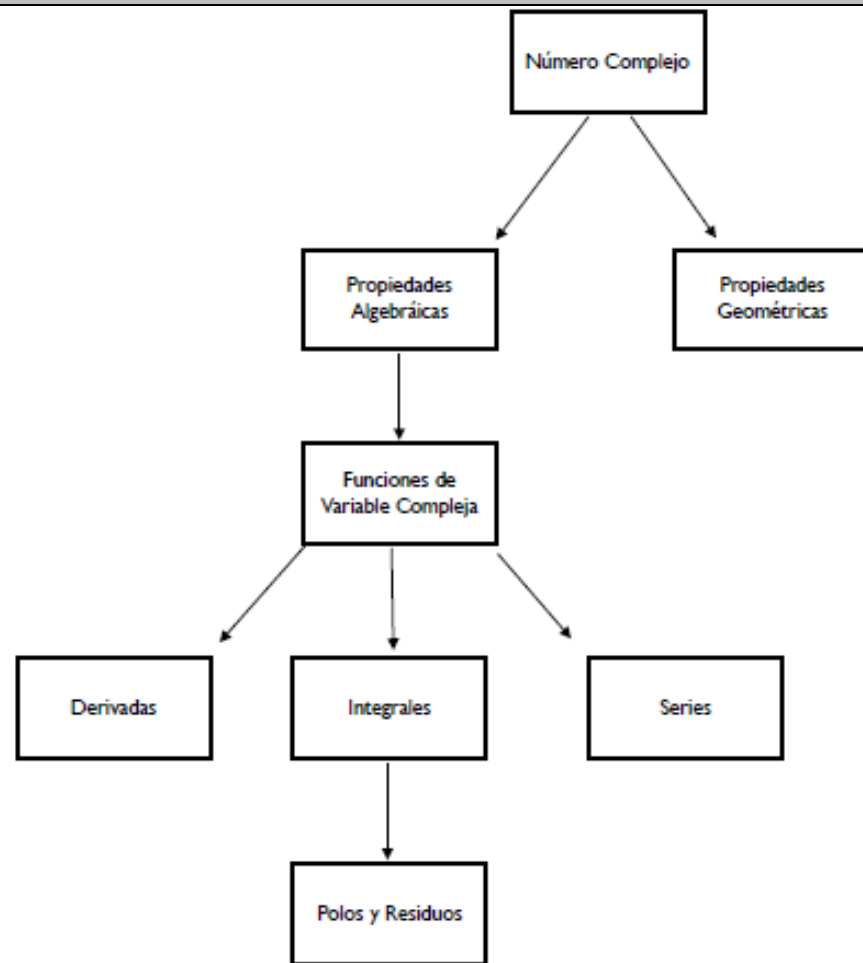 Número Complejo
Propiedades
Algebráicas
Propiedades
Geométricas
Funciones de
Variable Compleja
Derivadas
Integrales
Series
Polos y Residuos